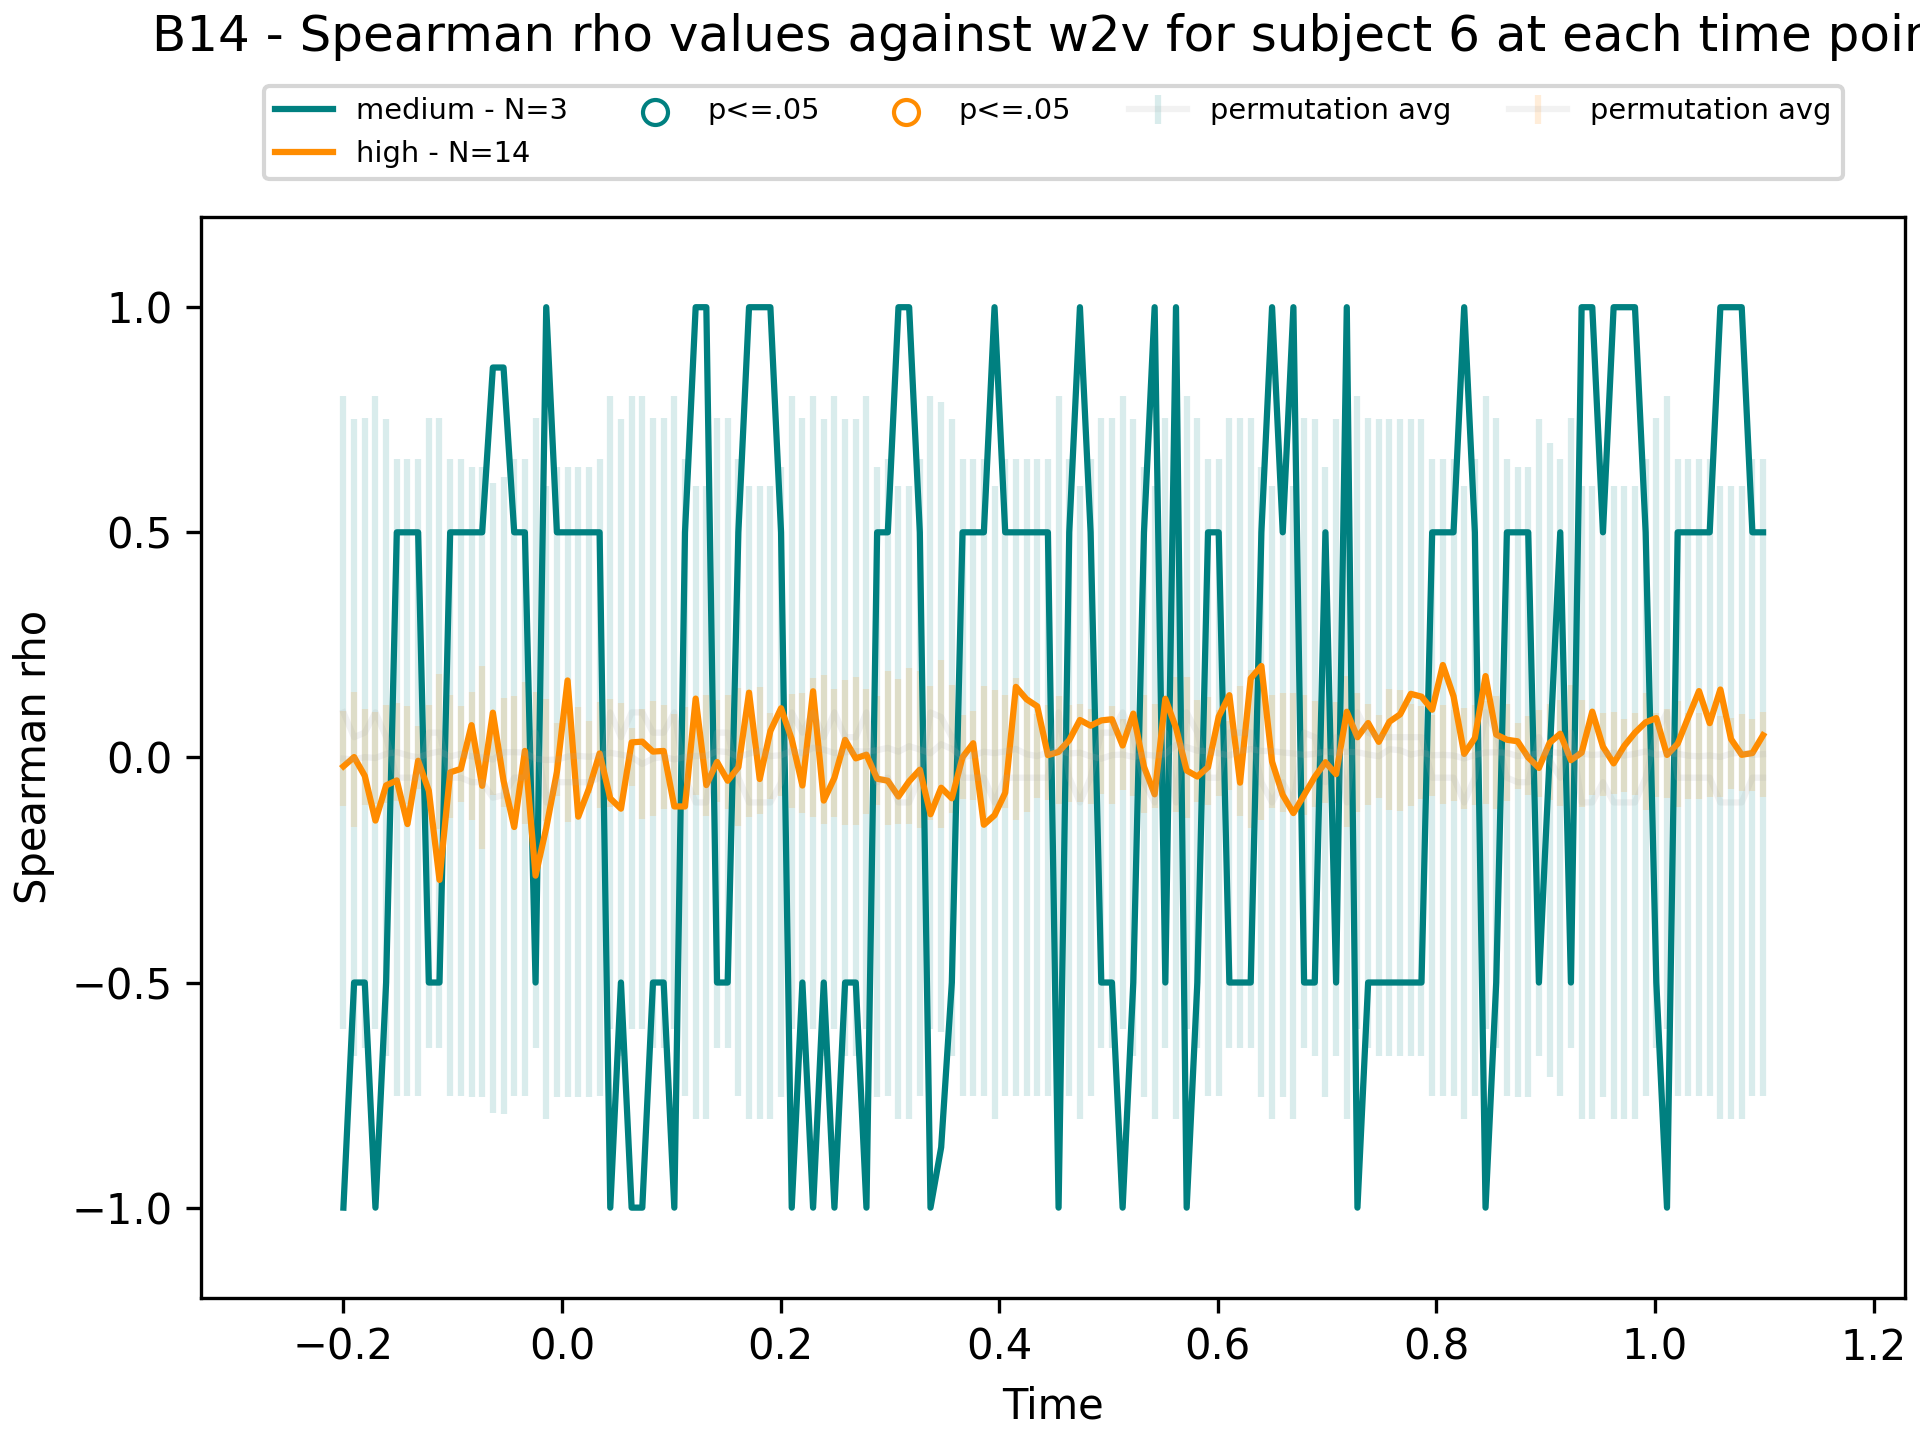 B14 - Spearman rho values against w2v for subject 6 at each time poin
medium - N=3
high - N=14
p<=.05
p<=.05
permutation avg
permutation avg
Spearman rho
1.0
0.5
0.0
−0.5
−1.0
−0.2 0.0 0.2 0.4 0.6 0.8 1.0 1.2
Time